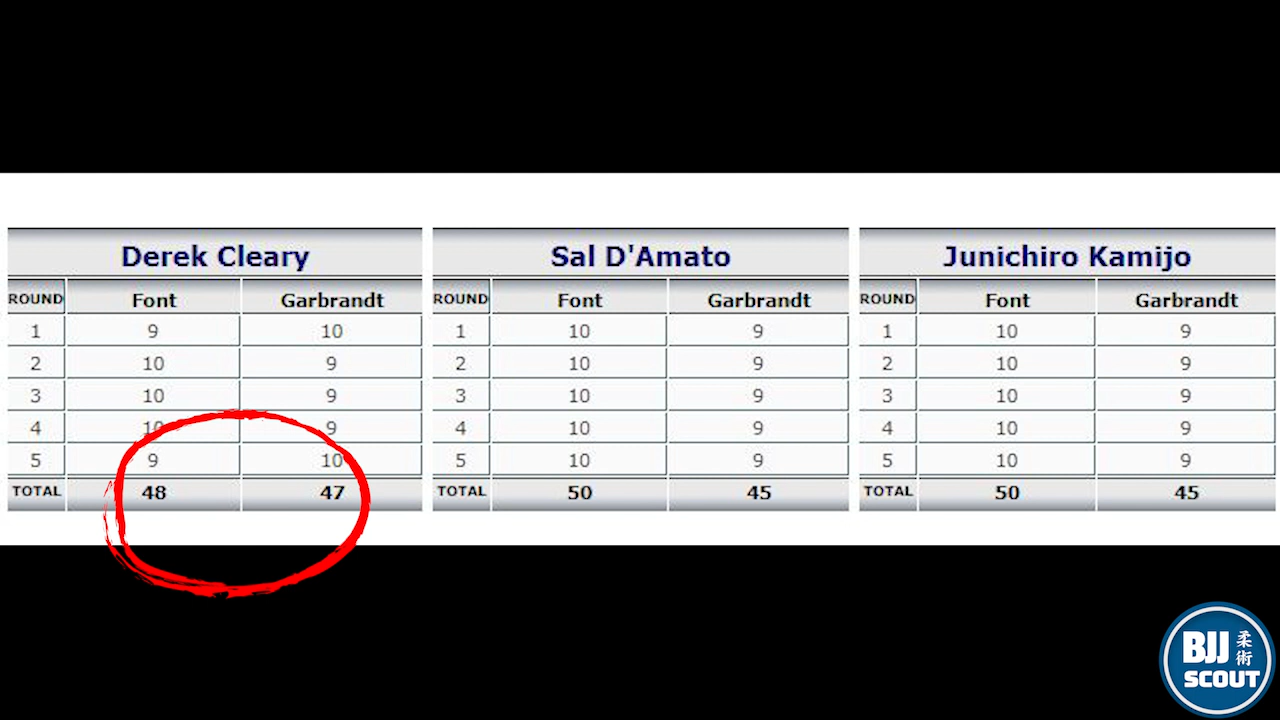 Derek Cleary
ROUND Font Garbrandt
1 9 10
2 10 9
3 10 9
4 10 9
5 9 10
TOTAL 48 47
Sal D'Amato
ROUND Font Garbrandt
1 10 9
2 10 9
3 10 9
4 10 9
5 10 9
TOTAL 50 45
Junichiro Kamijo
ROUND Font Garbrandt
1 10 9
2 10 9
3 10 9
4 10 9
5 10 9
TOTAL 50 45
BJJ 柔術
SCOUT